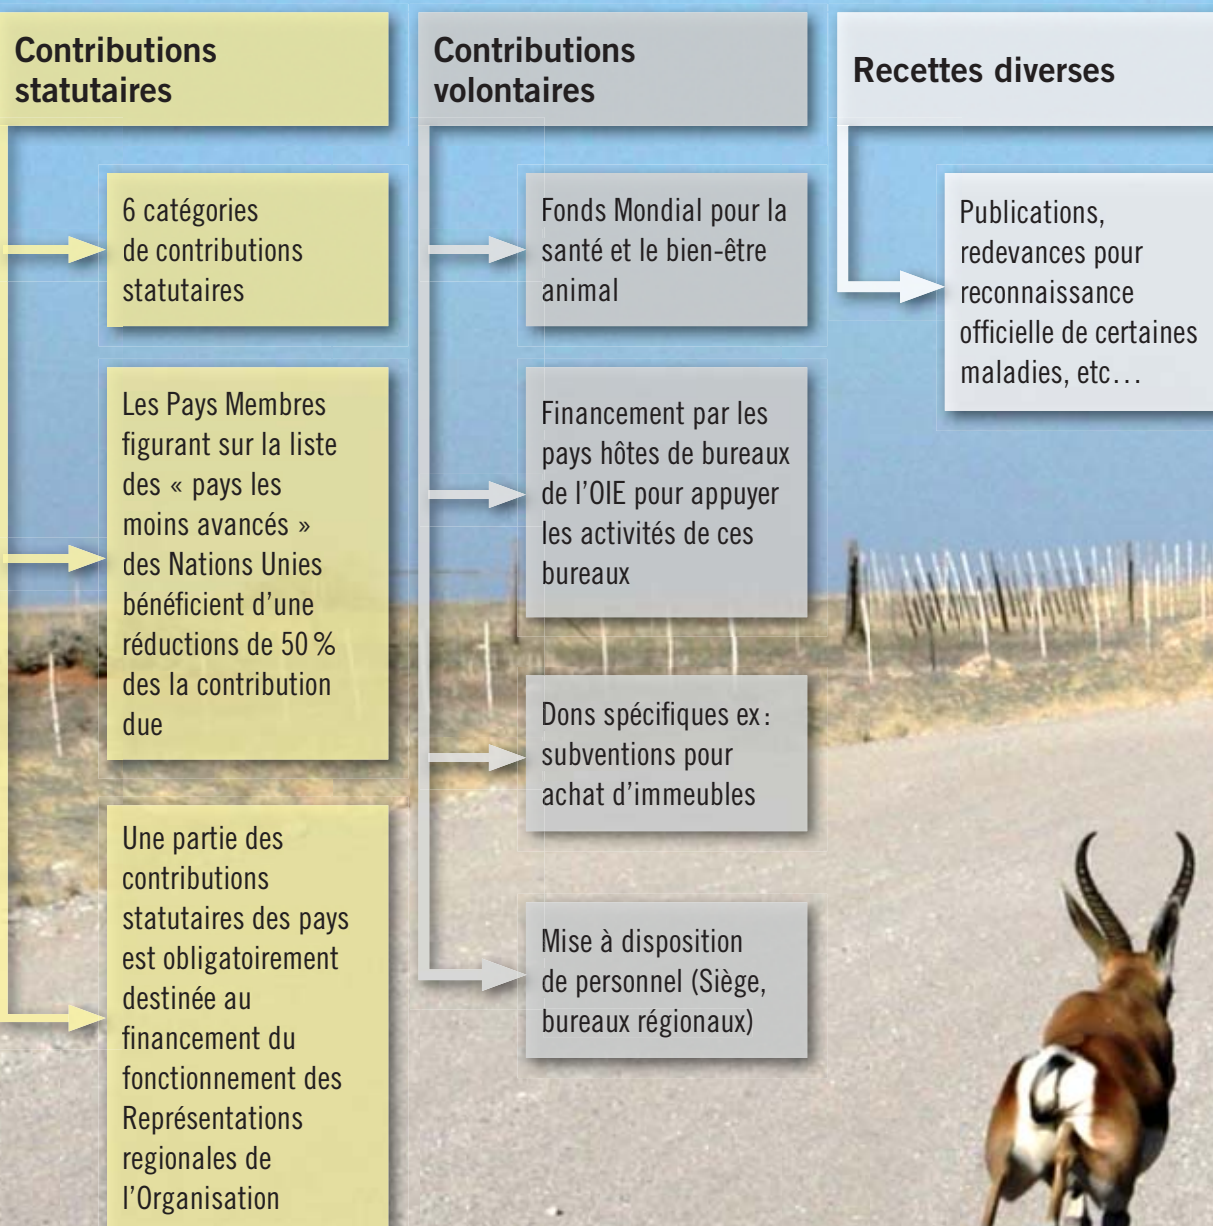 Contributions
statutaires
6 catégories
de contributions
statutaires
Les Pays Membres
figurant sur la liste
des « pays les
moins avancés »
des Nations Unies
bénéficient d’une
réductions de 50 %
des la contribution
due
Une partie des
contributions
statutaires des pays
est obligatoirement
destinée au
financement du
fonctionnement des
Représentations
regionales de
l’Organisation
Contributions
volontaires
Fonds Mondial pour la
santé et le bien-être
animal
Financement par les
pays hôtes de bureaux
de l’OIE pour appuyer
les activités de ces
bureaux
Dons spécifiques ex :
subventions pour
achat d’immeubles
Mise à disposition
de personnel (Siège,
bureaux régionaux)
Recettes diverses
Publications,
redevances pour
reconnaissance
officielle de certaines
maladies, etc…